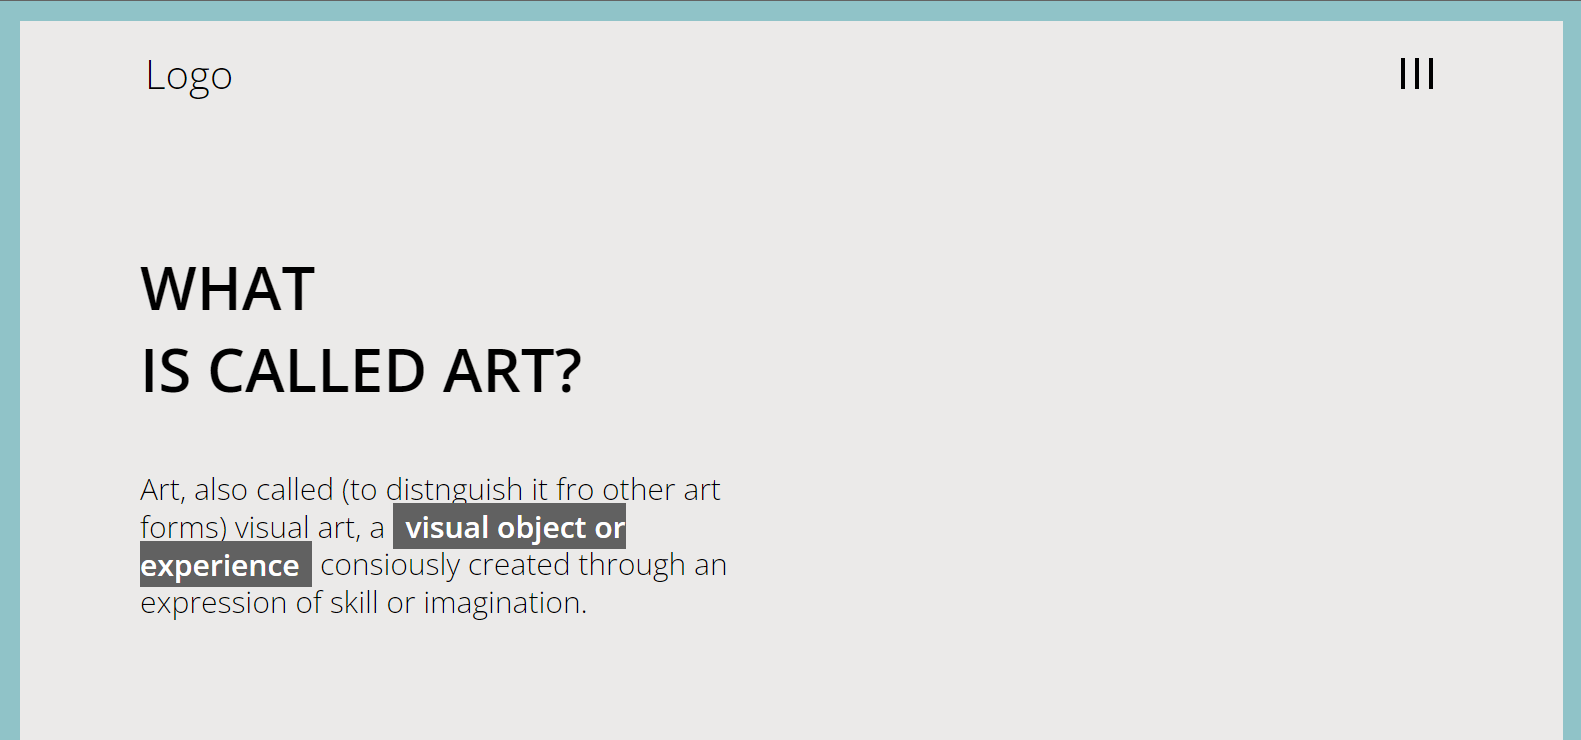 Logo
WHAT
IS CALLED ART?
Art, also called (to distnguish it fro other art
forms) visual art, a visual object or
experience consiously created through an
expression of skill or imagination.